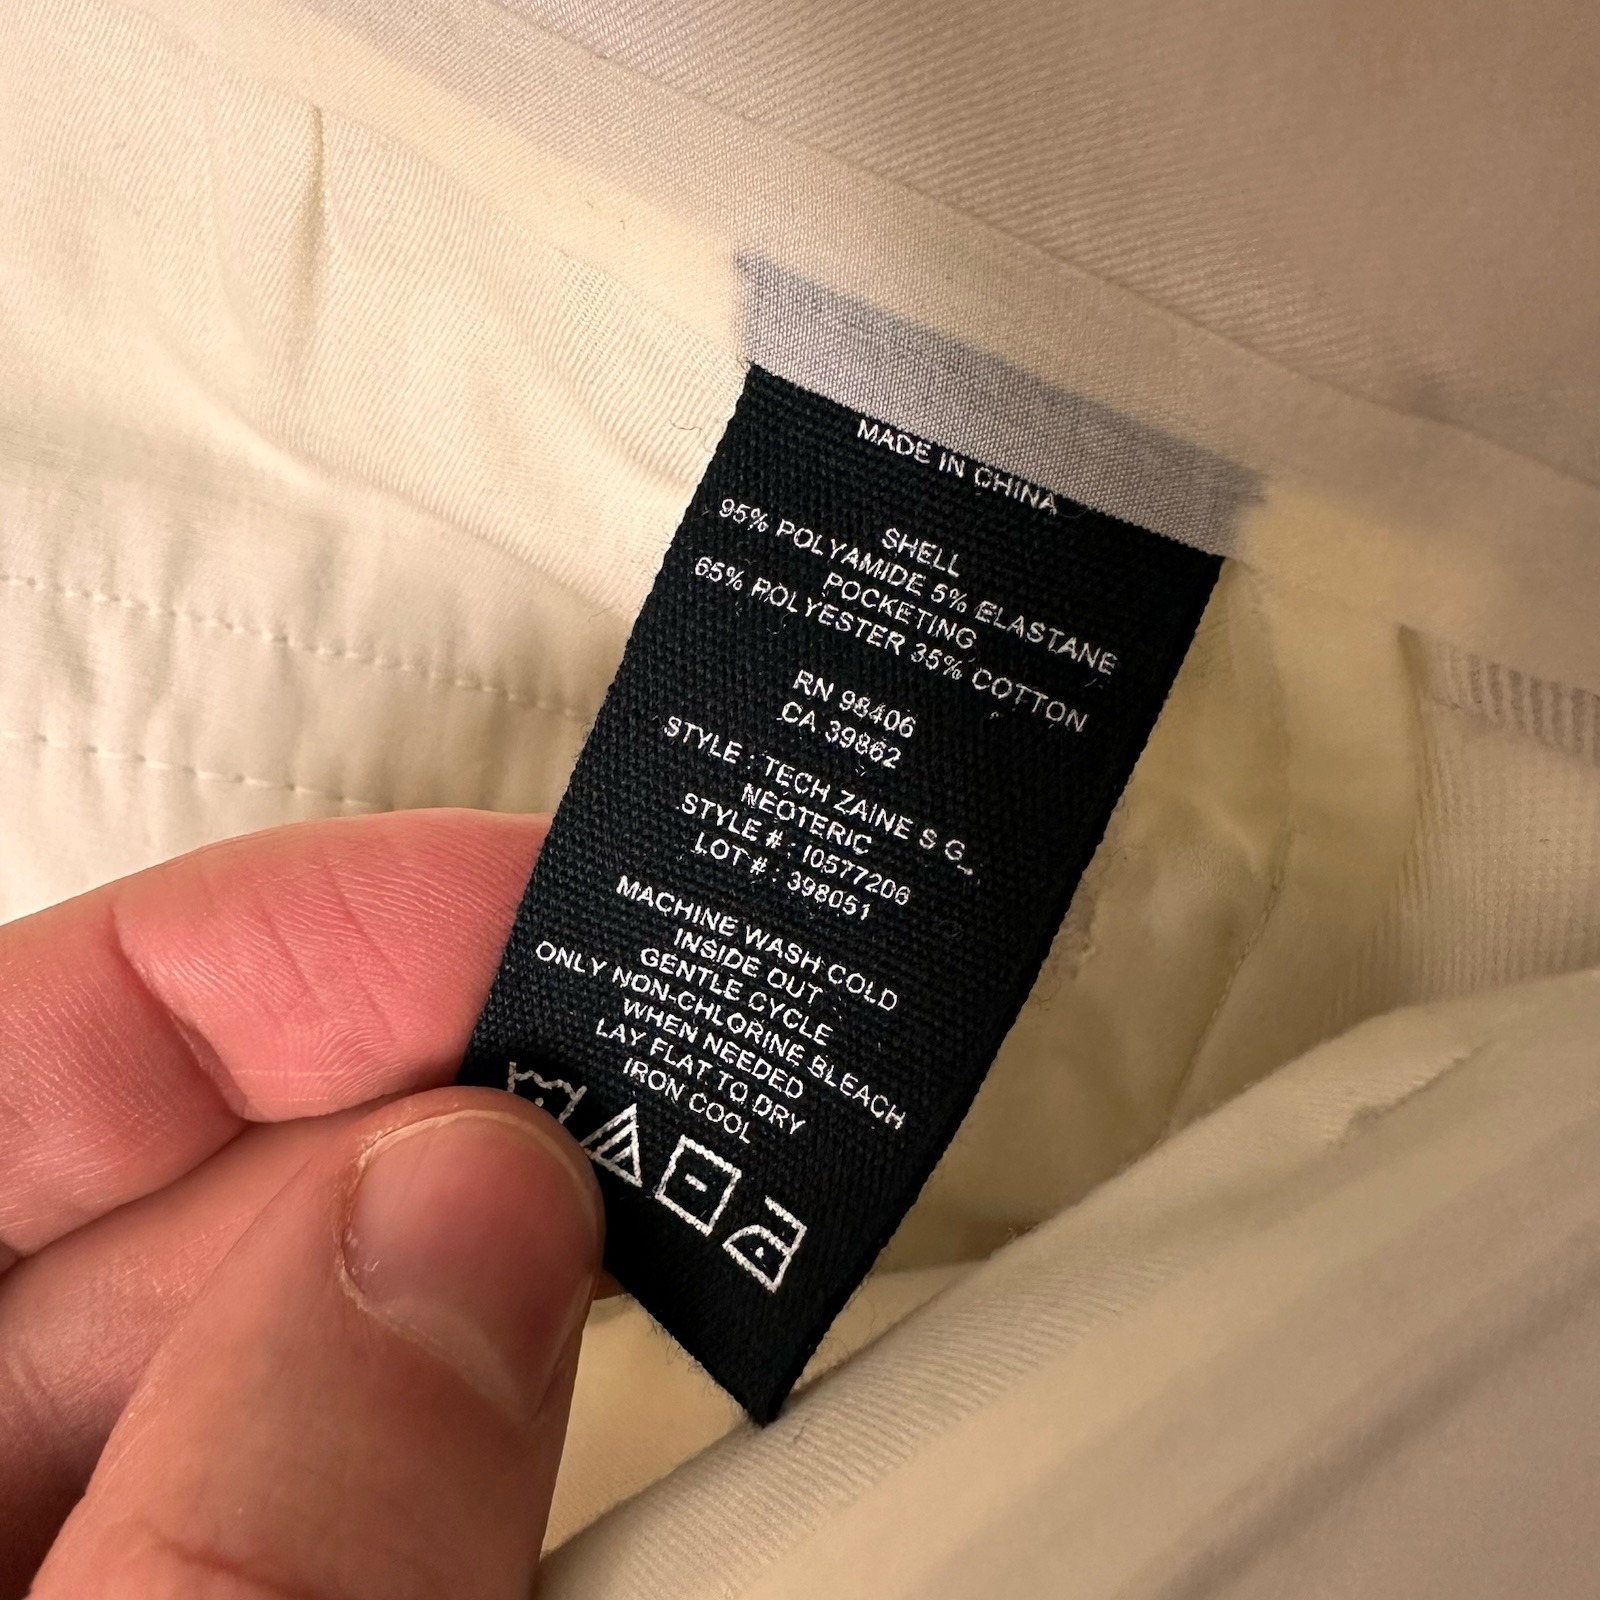 MADE IN CHINA
SHELL
95% POLYAMIDE 5% ELASTANE
POCKETING
65% POLYESTER 35% COTTON
RN 98406
CA 39862
STYLE : TECH ZAINE S G_
NEOTERIC
STYLE # : I0577206
LOT # : 398051
MACHINE WASH COLD
INSIDE OUT
GENTLE CYCLE
ONLY NON-CHLORINE BLEACH
WHEN NEEDED
LAY FLAT TO DRY
IRON COOL